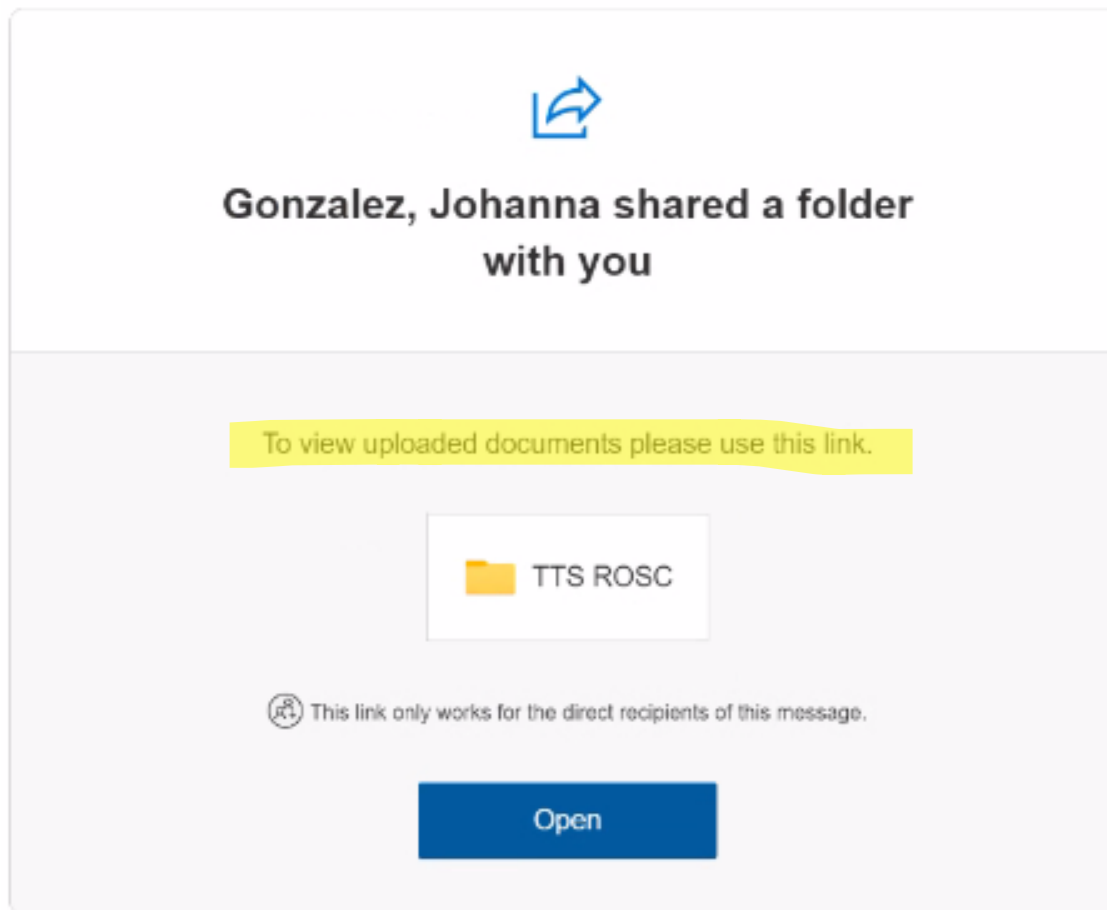 Gonzalez, Johanna shared a folder
with you
To view uploaded documents please use this link.
TTS ROSC
This link only works for the direct recipients of this message.
Open